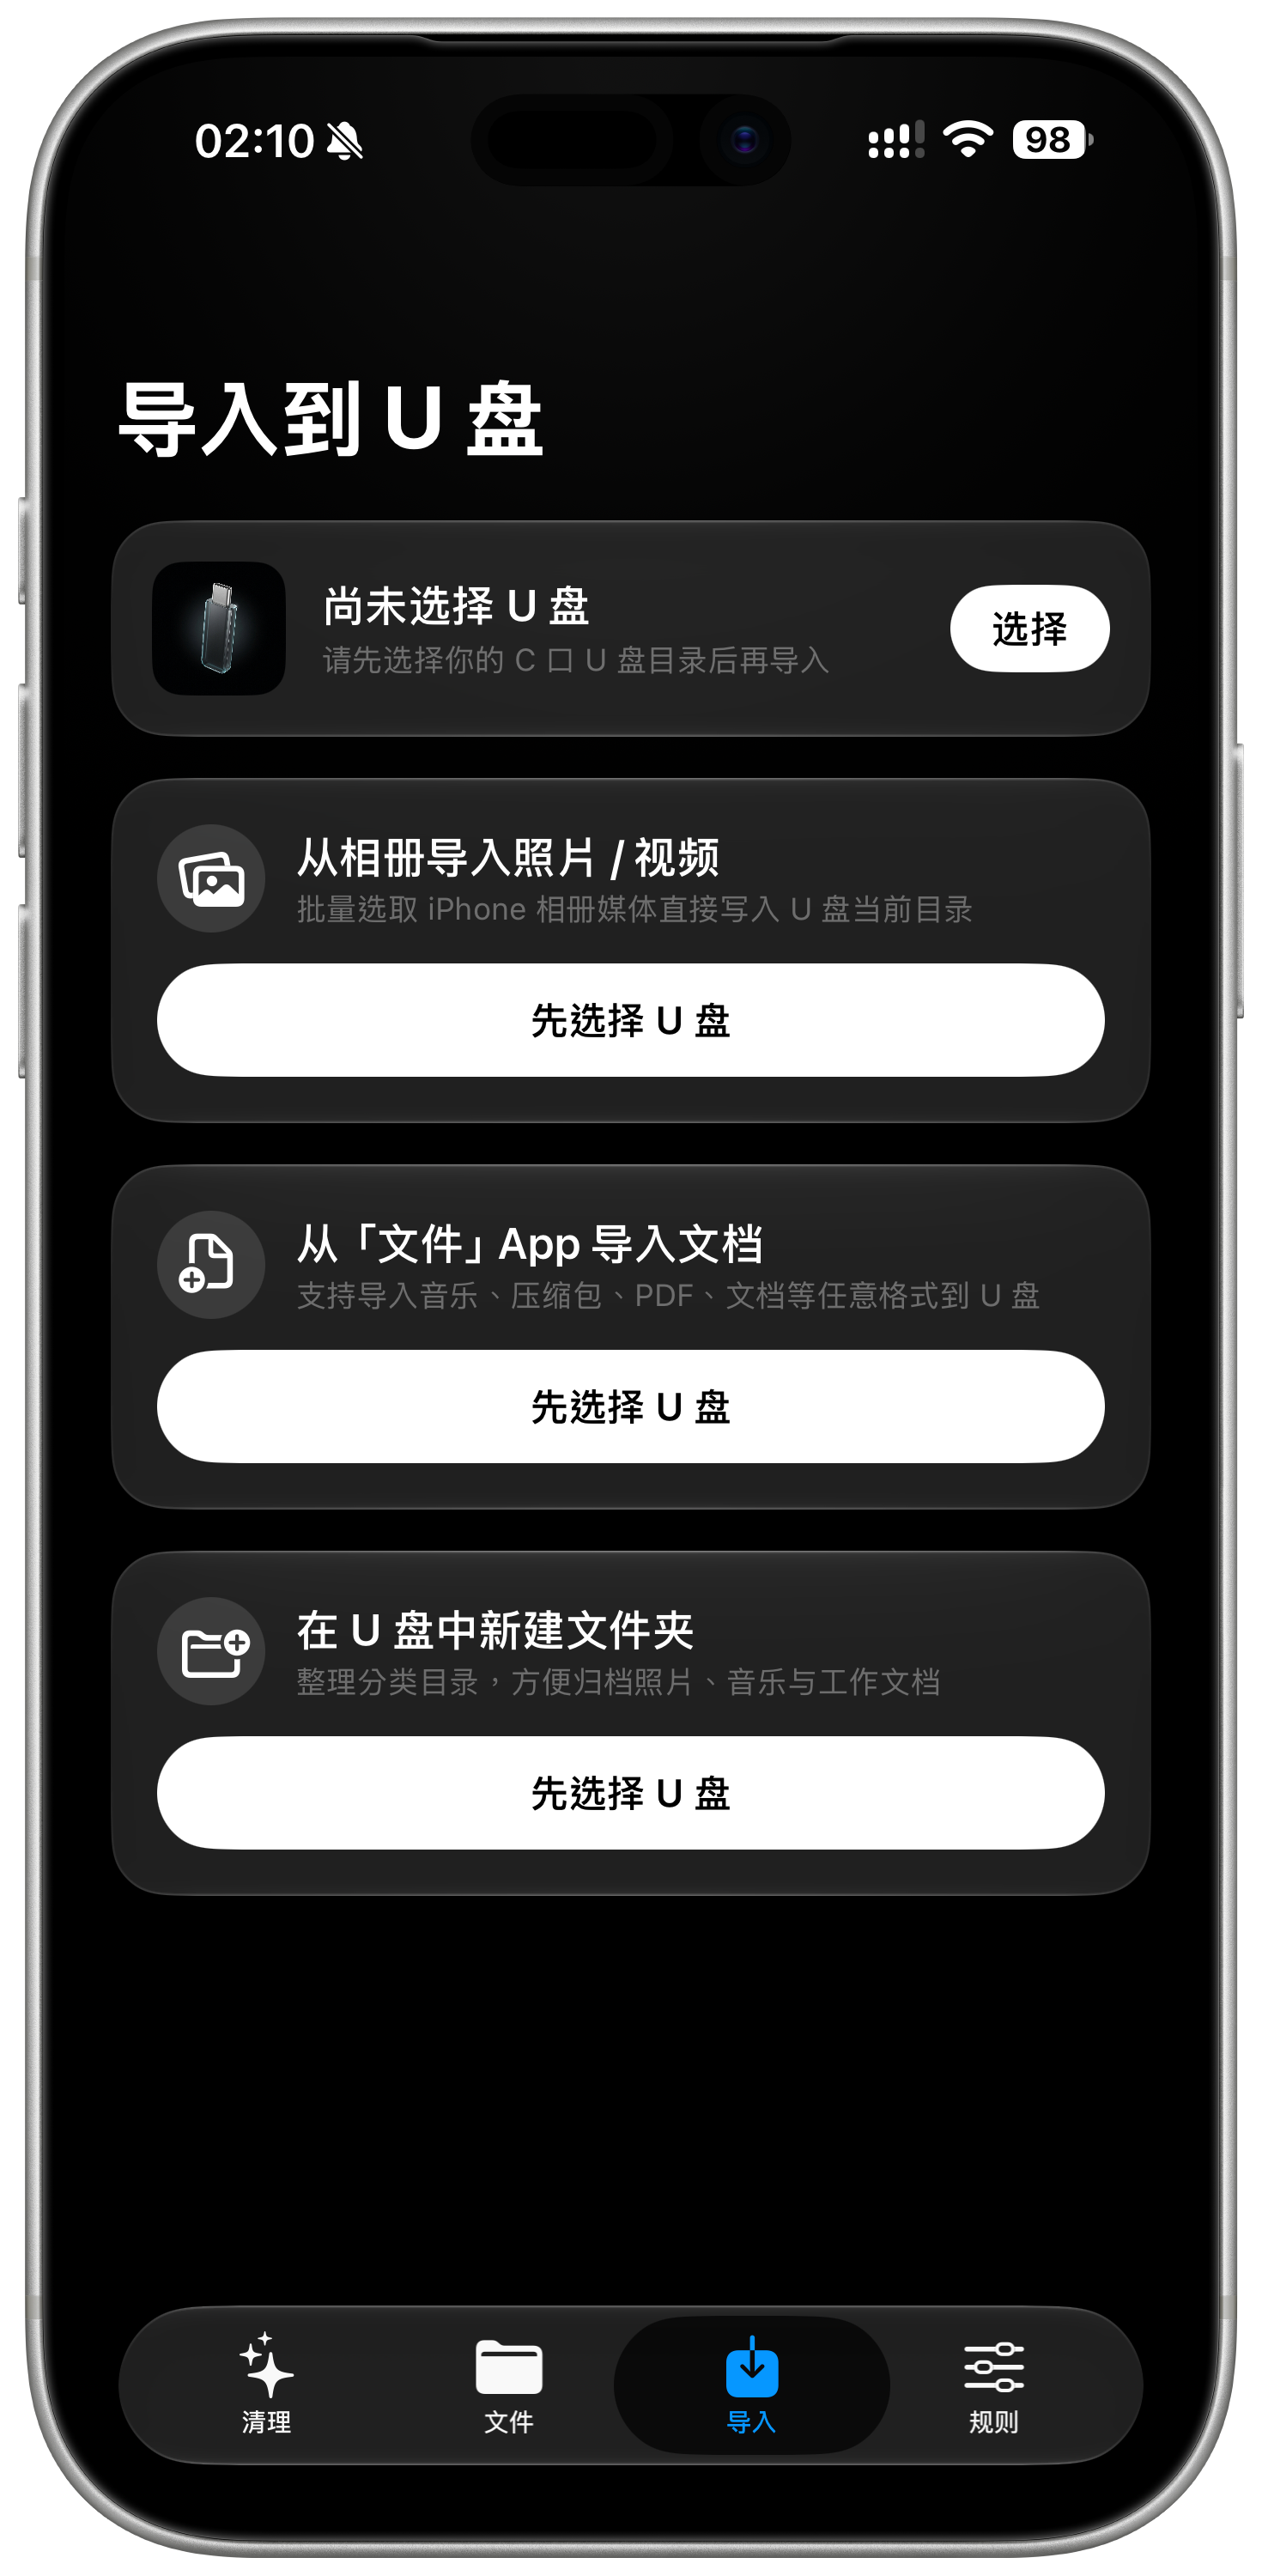 02:10
98
导入到 U 盘
尚未选择 U 盘
请先选择你的 C 口 U 盘目录后再导入
选择
从相册导入照片 / 视频
批量选取 iPhone 相册媒体直接写入 U 盘当前目录
先选择 U 盘
从「文件」App 导入文档
支持导入音乐、压缩包、PDF、文档等任意格式到 U 盘
先选择 U 盘
在 U 盘中新建文件夹
整理分类目录，方便归档照片、音乐与工作文档
先选择 U 盘
清理
文件
导入
规则